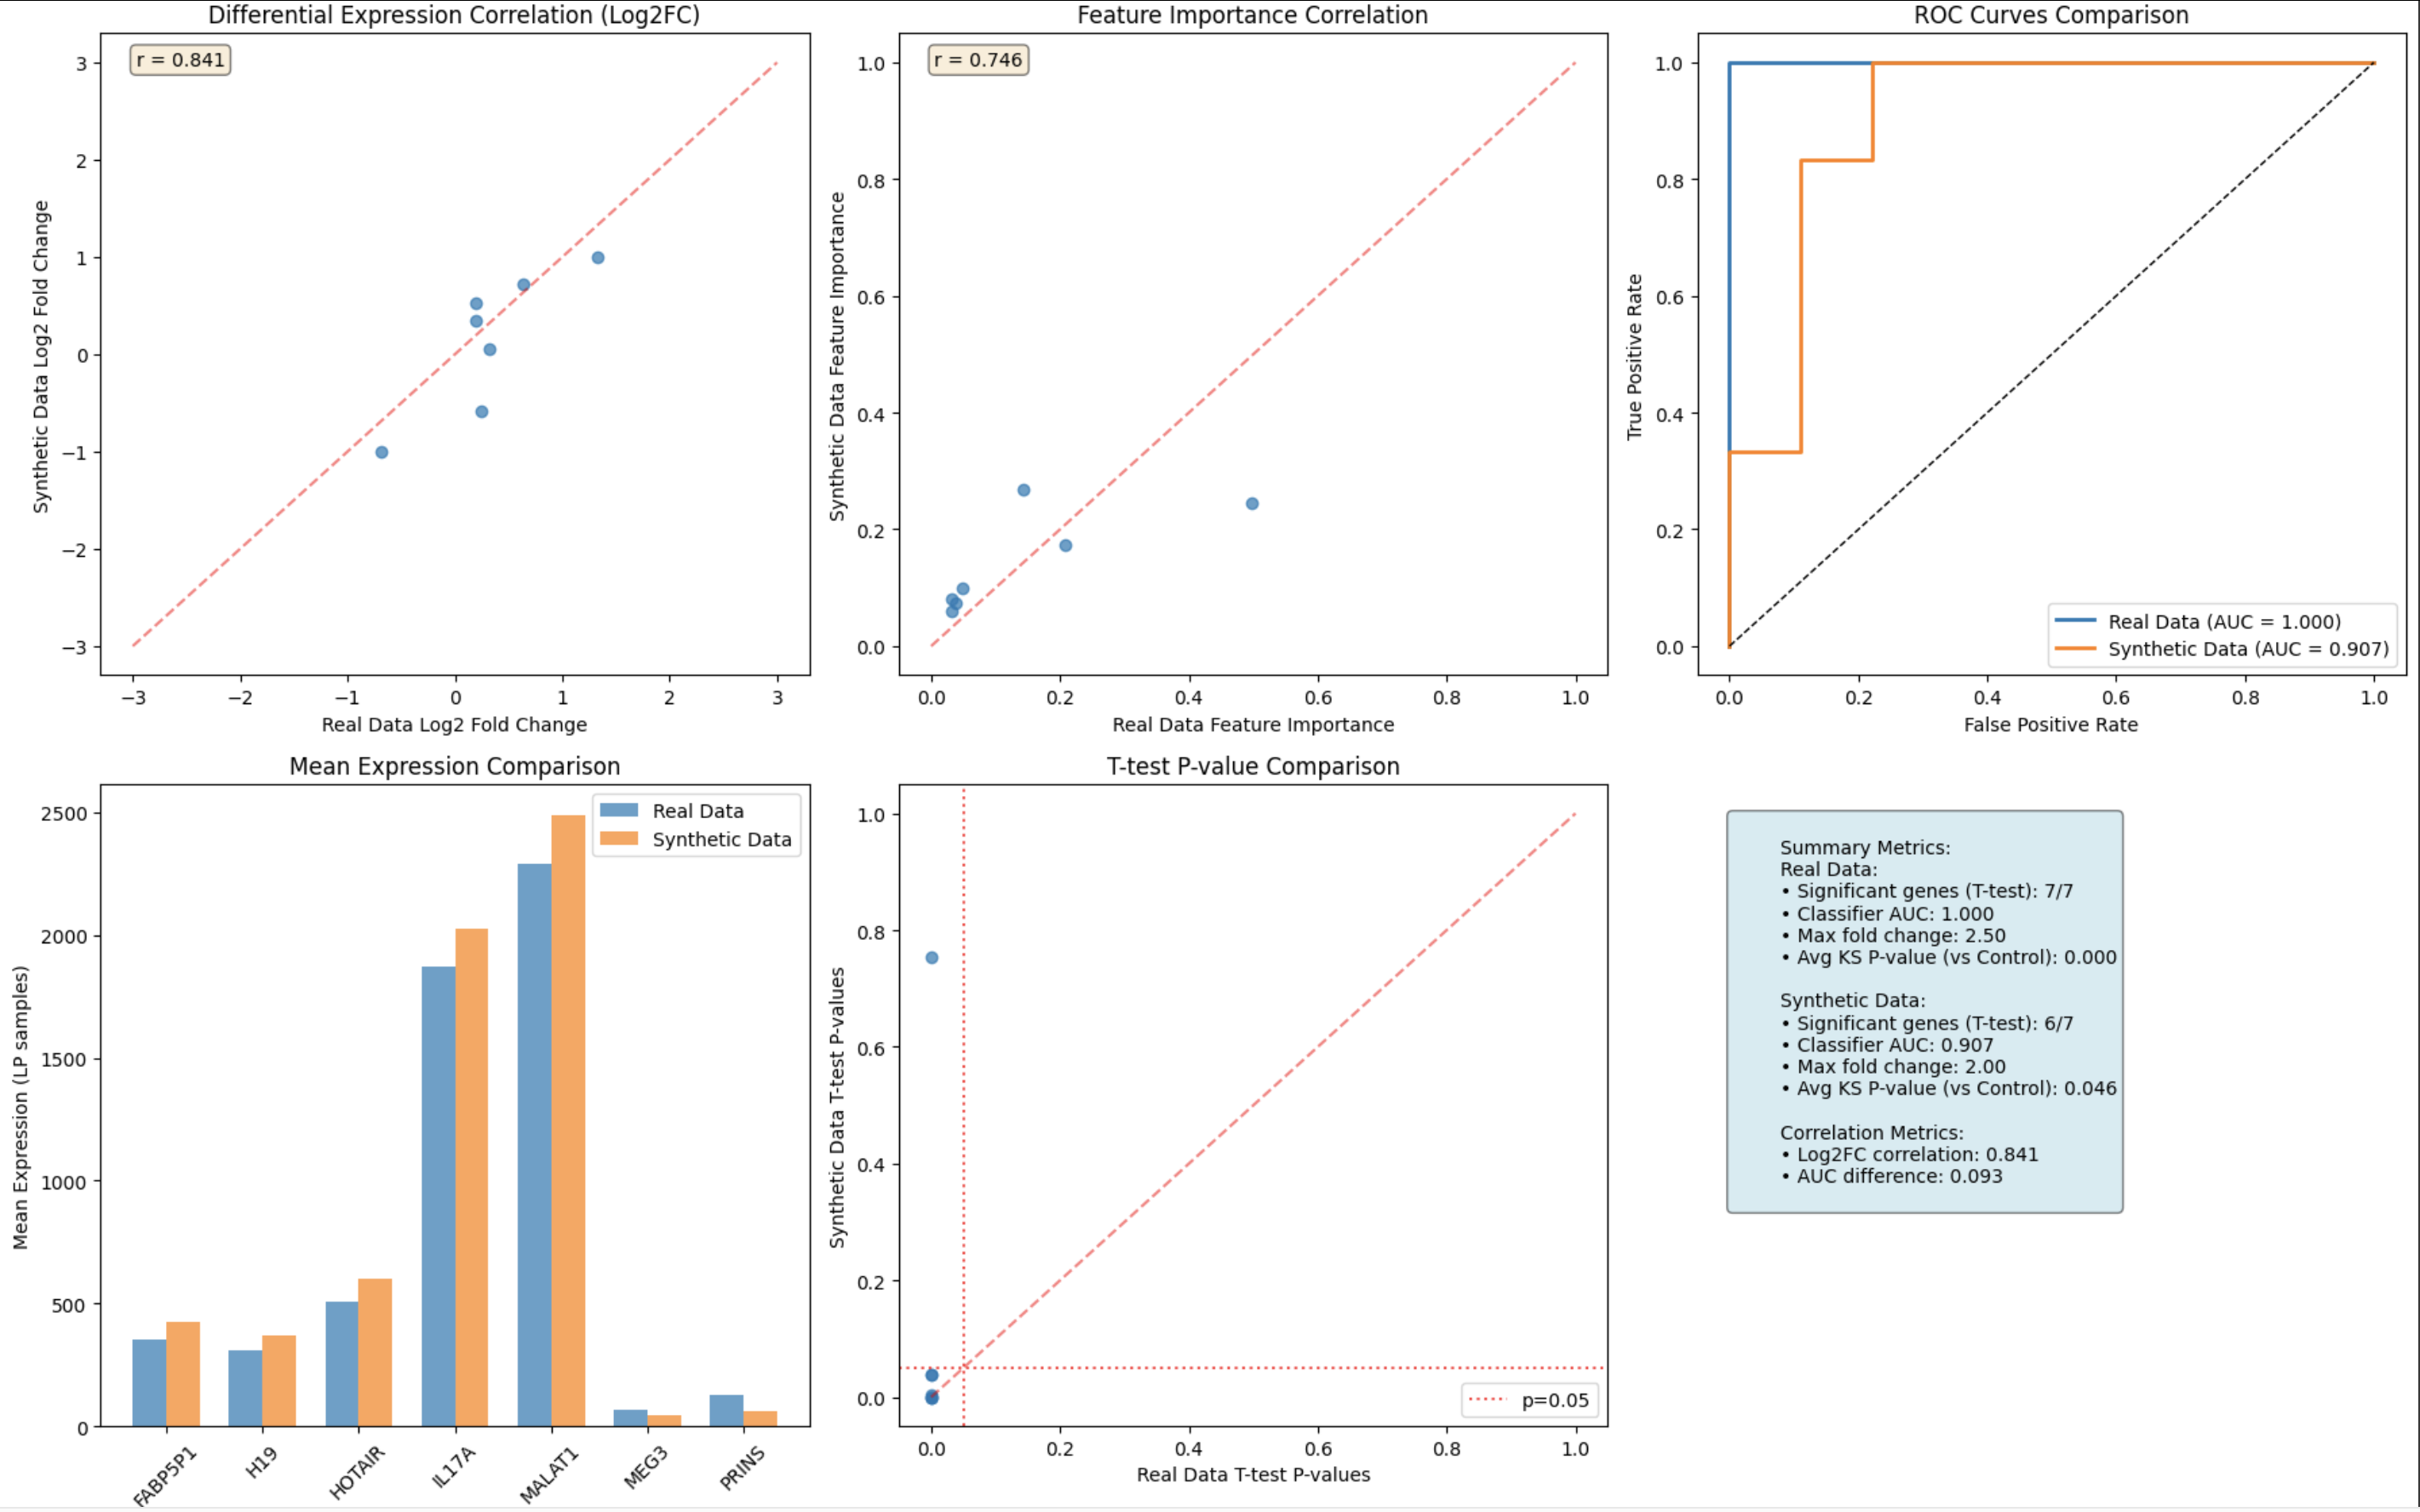 Differential Expression Correlation (Log2FC)
r = 0.841
3
2
1
0
−1
−2
−3
Synthetic Data Log2 Fold Change
−3 −2 −1 0 1 2 3
Real Data Log2 Fold Change
Feature Importance Correlation
r = 0.746
1.0
0.8
0.6
0.4
0.2
0.0
Synthetic Data Feature Importance
0.0 0.2 0.4 0.6 0.8 1.0
Real Data Feature Importance
ROC Curves Comparison
1.0
0.8
0.6
0.4
0.2
0.0
True Positive Rate
Real Data (AUC = 1.000)
Synthetic Data (AUC = 0.907)
0.0 0.2 0.4 0.6 0.8 1.0
False Positive Rate
Mean Expression Comparison
Real Data
Synthetic Data
2500
2000
1500
1000
500
0
Mean Expression (LP samples)
FABP5P1 H19 HOTAIR IL17A MALAT1 MEG3 PRINS
T-test P-value Comparison
1.0
0.8
0.6
0.4
0.2
0.0
Synthetic Data T-test P-values
p=0.05
0.0 0.2 0.4 0.6 0.8 1.0
Real Data T-test P-values
Summary Metrics:
Real Data:
• Significant genes (T-test): 7/7
• Classifier AUC: 1.000
• Max fold change: 2.50
• Avg KS P-value (vs Control): 0.000
Synthetic Data:
• Significant genes (T-test): 6/7
• Classifier AUC: 0.907
• Max fold change: 2.00
• Avg KS P-value (vs Control): 0.046
Correlation Metrics:
• Log2FC correlation: 0.841
• AUC difference: 0.093